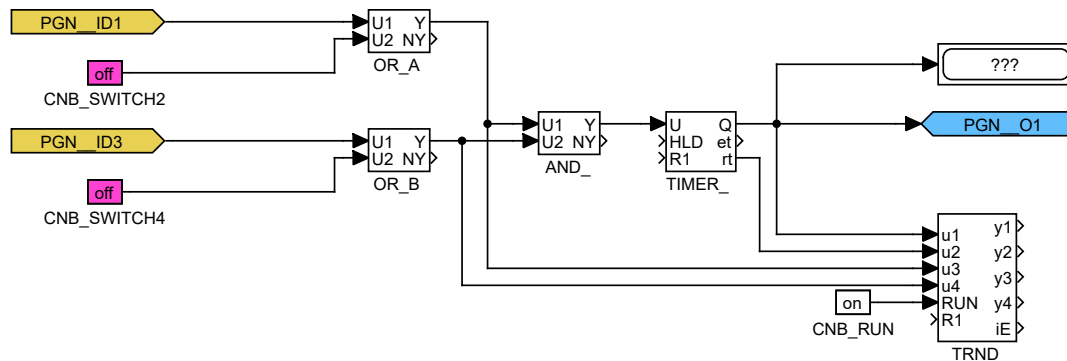 PGN__ID1
U1 Y
U2 NY
OR_A
off
CNB_SWITCH2
???
PGN__ID3
U1 Y
U2 NY
OR_B
off
CNB_SWITCH4
U1 Y
U2 NY
AND_
U Q
HLD et
R1 rt
TIMER_
PGN__O1
u1 y1
u2 y2
u3 y3
u4 y4
RUN
R1 iE
TRND
on
CNB_RUN